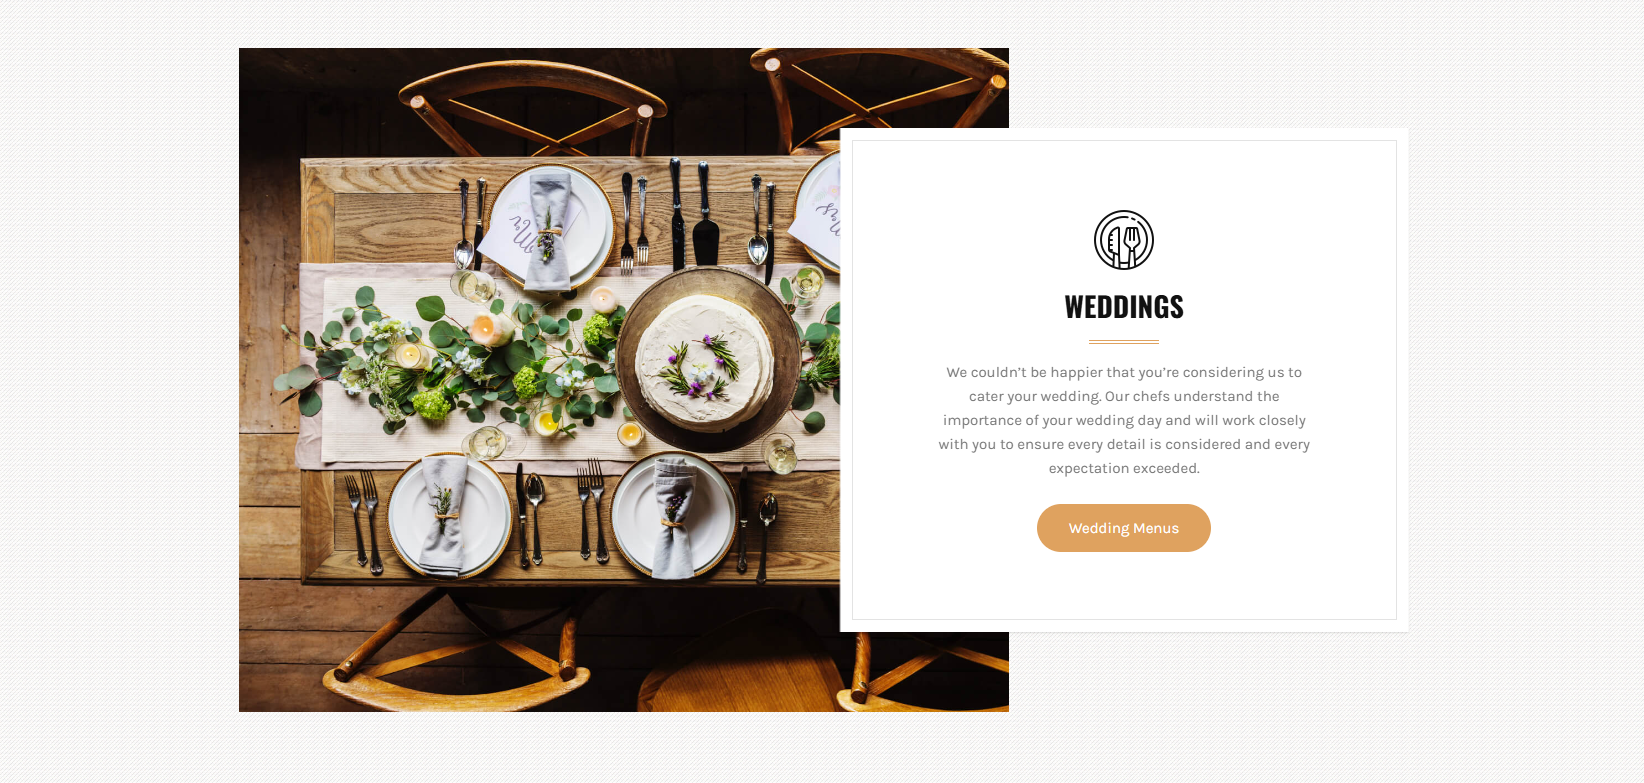 WEDDINGS
We couldn’t be happier that you’re considering us to
cater your wedding. Our chefs understand the
importance of your wedding day and will work closely
with you to ensure every detail is considered and every
expectation exceeded.
Wedding Menus